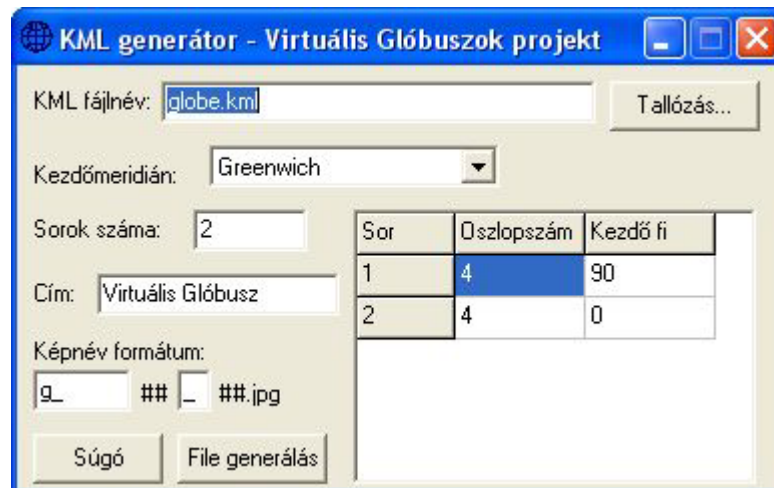 KML generátor - Virtuális Glóbuszok projekt
KML fájlnév: globe.kml Tallózás...
Kezdőmeridián: Greenwich
Sorok száma: 2
Cím: Virtuális Glóbusz
Képnév formátum:
g_ ## _ ##.jpg
Súgó File generálás
Sor Oszlopszám Kezdő fi
1 4 90
2 4 0